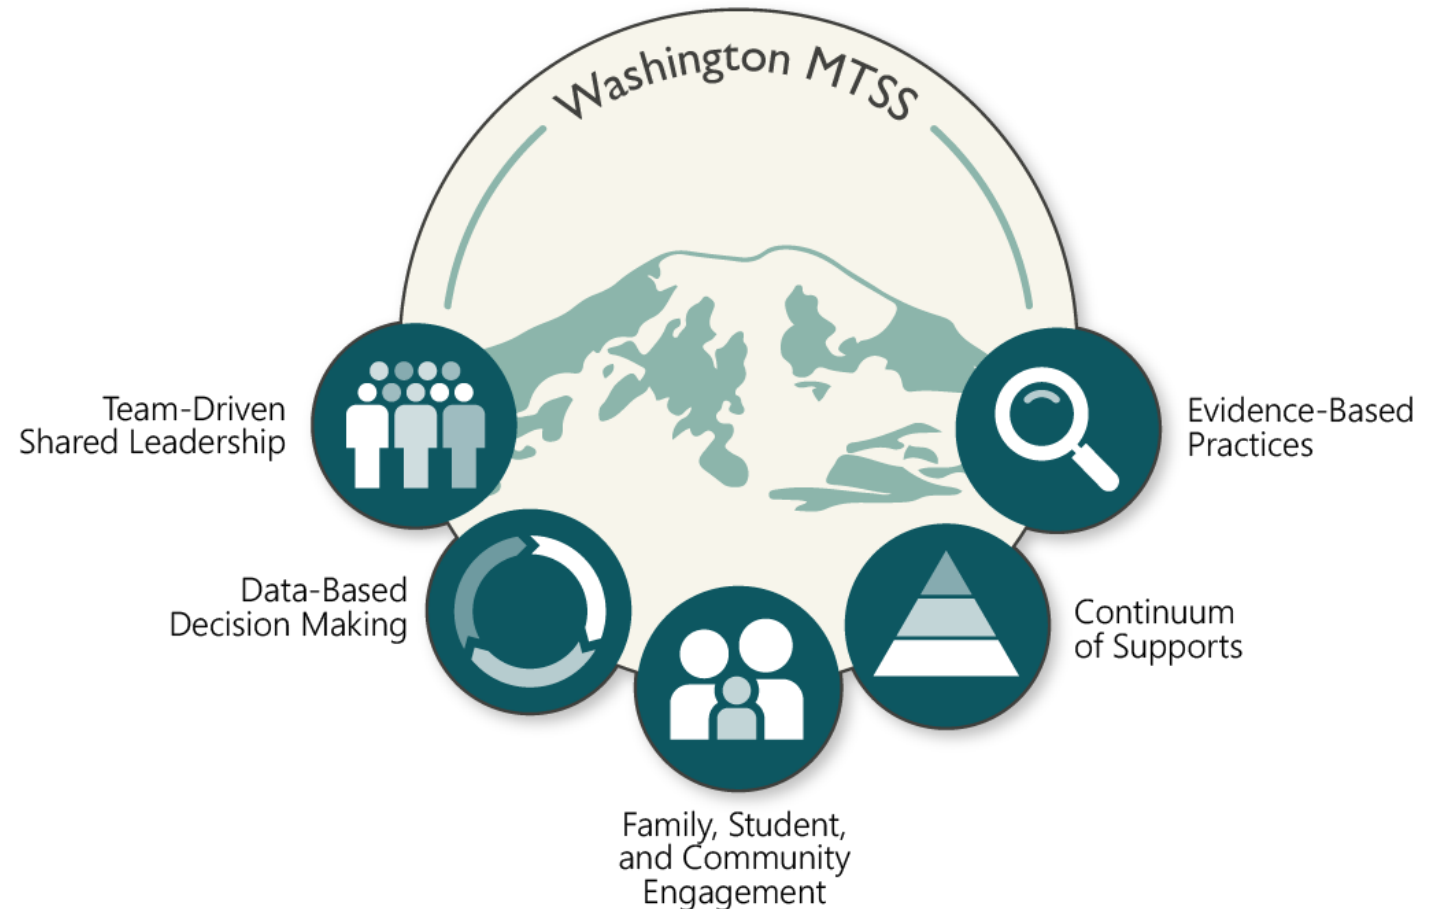 Washington MTSS
Team-Driven
Shared Leadership
Evidence-Based
Practices
Data-Based
Decision Making
Continuum
of Supports
Family, Student,
and Community
Engagement